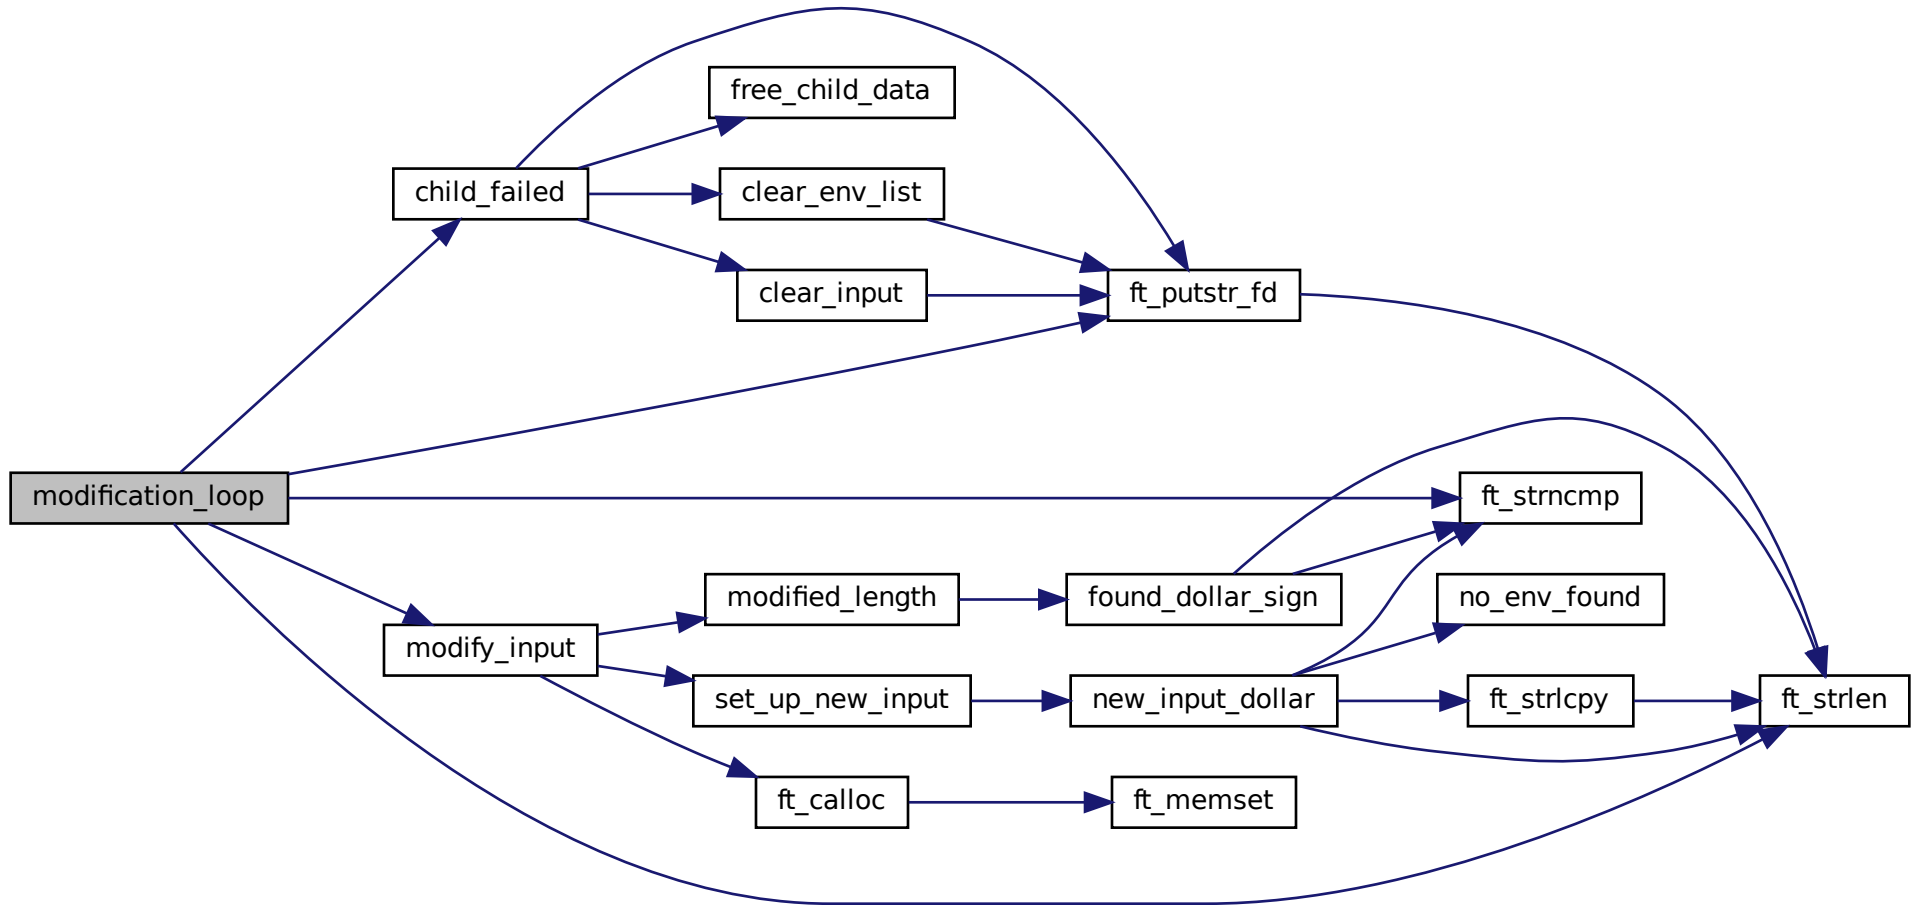 free_child_data
child_failed
clear_env_list
clear_input
ft_putstr_fd
modification_loop
ft_strncmp
modified_length
found_dollar_sign
no_env_found
modify_input
set_up_new_input
new_input_dollar
ft_strlcpy
ft_strlen
ft_calloc
ft_memset